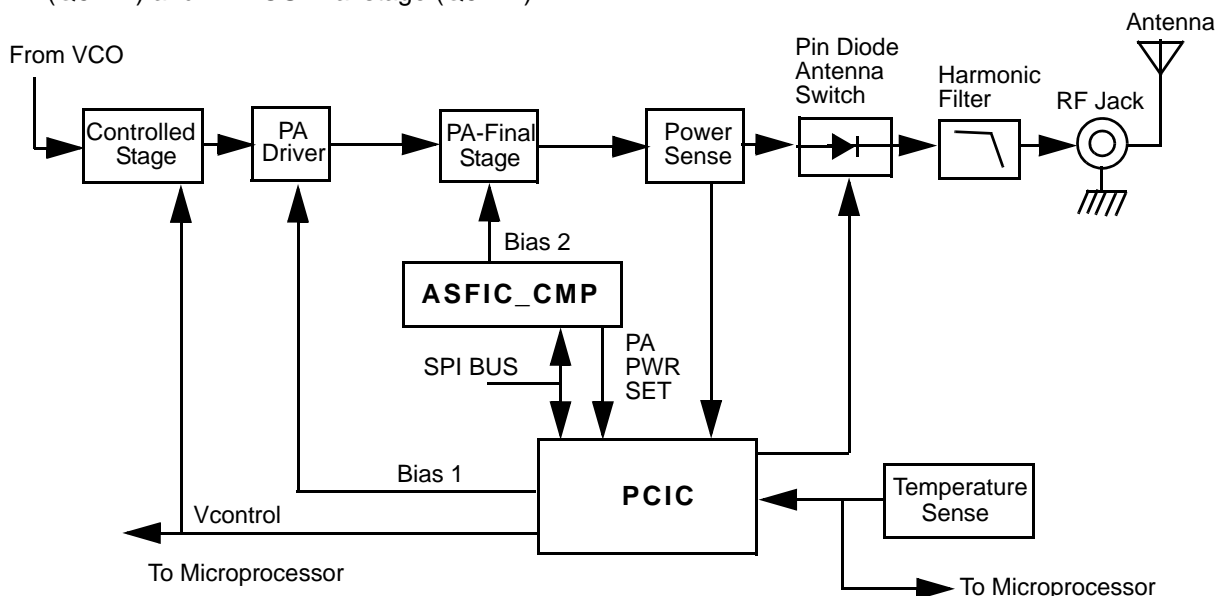 Antenna
From VCO
Pin Diode
Antenna
Switch
Harmonic
Filter
RF Jack
Controlled
Stage
PA
Driver
PA-Final
Stage
Power
Sense
Bias 2
ASFIC_CMP
SPI BUS
PA
PWR
SET
Bias 1
PCIC
Temperature
Sense
Vcontrol
To Microprocessor
To Microprocessor